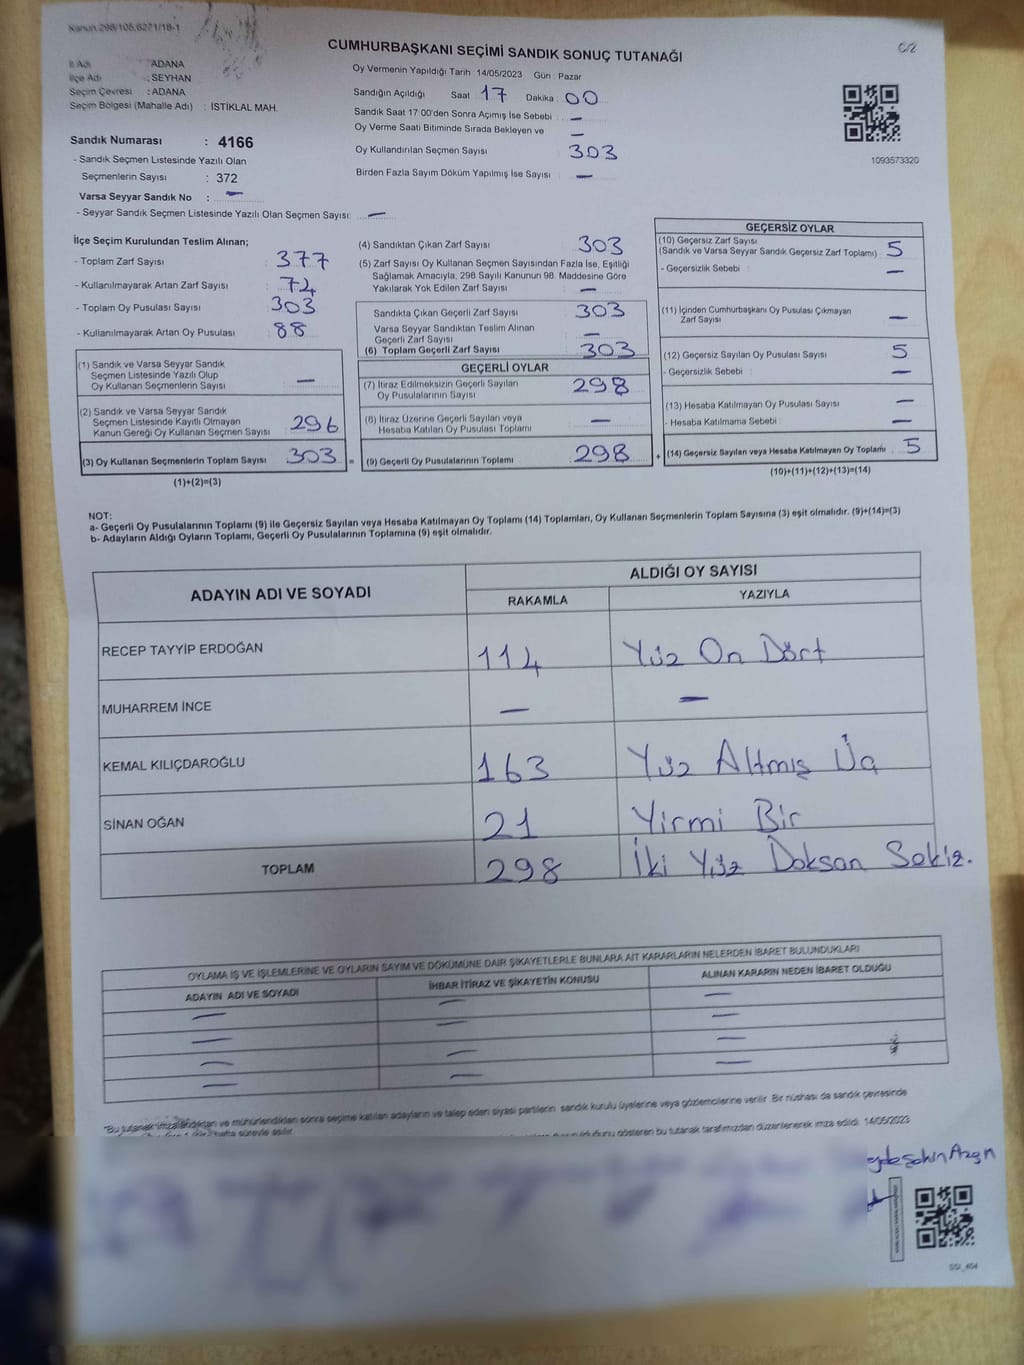 Kanun.298/105,6271/18-1
CUMHURBAŞKANI SEÇİMİ SANDIK SONUÇ TUTANAĞI
C/2
İl Adı : ADANA
İlçe Adı : SEYHAN
Seçim Çevresi : ADANA
Seçim Bölgesi (Mahalle Adı) : İSTİKLAL MAH.
Sandık Numarası : 4166
- Sandık Seçmen Listesinde Yazılı Olan
Seçmenlerin Sayısı : 372
Varsa Seyyar Sandık No : —
- Seyyar Sandık Seçmen Listesinde Yazılı Olan Seçmen Sayısı: —
Oy Vermenin Yapıldığı Tarih : 14/05/2023 Gün : Pazar
Sandığın Açıldığı Saat 17 Dakika : 00
Sandık Saat 17:00'den Sonra Açımış İse Sebebi : —
Oy Verme Saati Bitiminde Sırada Bekleyen ve —
Oy Kullandırılan Seçmen Sayısı : 303
Birden Fazla Sayım Döküm Yapılmış İse Sayısı : —
1093573320
İlçe Seçim Kurulundan Teslim Alınan;
- Toplam Zarf Sayısı : 377
- Kullanılmayarak Artan Zarf Sayısı : 74
- Toplam Oy Pusulası Sayısı : 303
- Kullanılmayarak Artan Oy Pusulası : 88
(1) Sandık ve Varsa Seyyar Sandık
Seçmen Listesinde Yazılı Olup
Oy Kullanan Seçmenlerin Sayısı : —
(2) Sandık ve Varsa Seyyar Sandık
Seçmen Listesinde Kayıtlı Olmayan
Kanun Gereği Oy Kullanan Seçmen Sayısı : 296
(3) Oy Kullanan Seçmenlerin Toplam Sayısı : 303 =
(1)+(2)=(3)
(4) Sandıktan Çıkan Zarf Sayısı : 303
(5) Zarf Sayısı Oy Kullanan Seçmen Sayısından Fazla İse, Eşitliği
Sağlamak Amacıyla, 298 Sayılı Kanunun 98. Maddesine Göre
Yakılarak Yok Edilen Zarf Sayısı : —
Sandıkta Çıkan Geçerli Zarf Sayısı : 303
Varsa Seyyar Sandıktan Teslim Alınan
Geçerli Zarf Sayısı : —
(6) Toplam Geçerli Zarf Sayısı : 303
GEÇERLİ OYLAR
(7) İtiraz Edilmeksizin Geçerli Sayılan
Oy Pusulalarının Sayısı : 298
(8) İtiraz Üzerine Geçerli Sayılan veya
Hesaba Katılan Oy Pusulası Toplamı : —
(9) Geçerli Oy Pusulalarının Toplamı : 298 +
GEÇERSİZ OYLAR
(10) Geçersiz Zarf Sayısı
(Sandık ve Varsa Seyyar Sandık Geçersiz Zarf Toplamı) : 5
- Geçersizlik Sebebi : —
(11) İçinden Cumhurbaşkanı Oy Pusulası Çıkmayan
Zarf Sayısı : —
(12) Geçersiz Sayılan Oy Pusulası Sayısı : 5
- Geçersizlik Sebebi : —
(13) Hesaba Katılmayan Oy Pusulası Sayısı : —
- Hesaba Katılmama Sebebi : —
(14) Geçersiz Sayılan veya Hesaba Katılmayan Oy Toplamı : 5
(10)+(11)+(12)+(13)=(14)
NOT:
a- Geçerli Oy Pusulalarının Toplamı (9) ile Geçersiz Sayılan veya Hesaba Katılmayan Oy Toplamı (14) Toplamları, Oy Kullanan Seçmenlerin Toplam Sayısına (3) eşit olmalıdır. (9)+(14)=(3)
b- Adayların Aldığı Oyların Toplamı, Geçerli Oy Pusulalarının Toplamına (9) eşit olmalıdır.
ADAYIN ADI VE SOYADI
ALDIĞI OY SAYISI
RAKAMLA YAZIYLA
RECEP TAYYİP ERDOĞAN 114 Yüz On Dört
MUHARREM İNCE — —
KEMAL KILIÇDAROĞLU 163 Yüz Altmış Üç
SİNAN OĞAN 21 Yirmi Bir
TOPLAM 298 İki Yüz Doksan Sekiz.
OYLAMA İŞ VE İŞLEMLERİNE VE OYLARIN SAYIM VE DÖKÜMÜNE DAİR ŞİKAYETLERLE BUNLARA AİT KARARLARIN NELERDEN İBARET BULUNDUKLARI
ADAYIN ADI VE SOYADI İHBAR İTİRAZ VE ŞİKAYETİN KONUSU ALINAN KARARIN NEDEN İBARET OLDUĞU
— — —
— —
— — —
— — —
"Bu tutanak imzalandıktan ve mühürlendikten sonra seçime katılan adayların ve talep eden siyasi partilerin sandık kurulu üyelerine veya gözlemcilerine verilir. Bir nüshası da sandık çevresinde
hafta süreyle asılır. olduğunu gösteren bu tutanak tarafımızdan düzenlenerek imza edildi. 14/05/2023